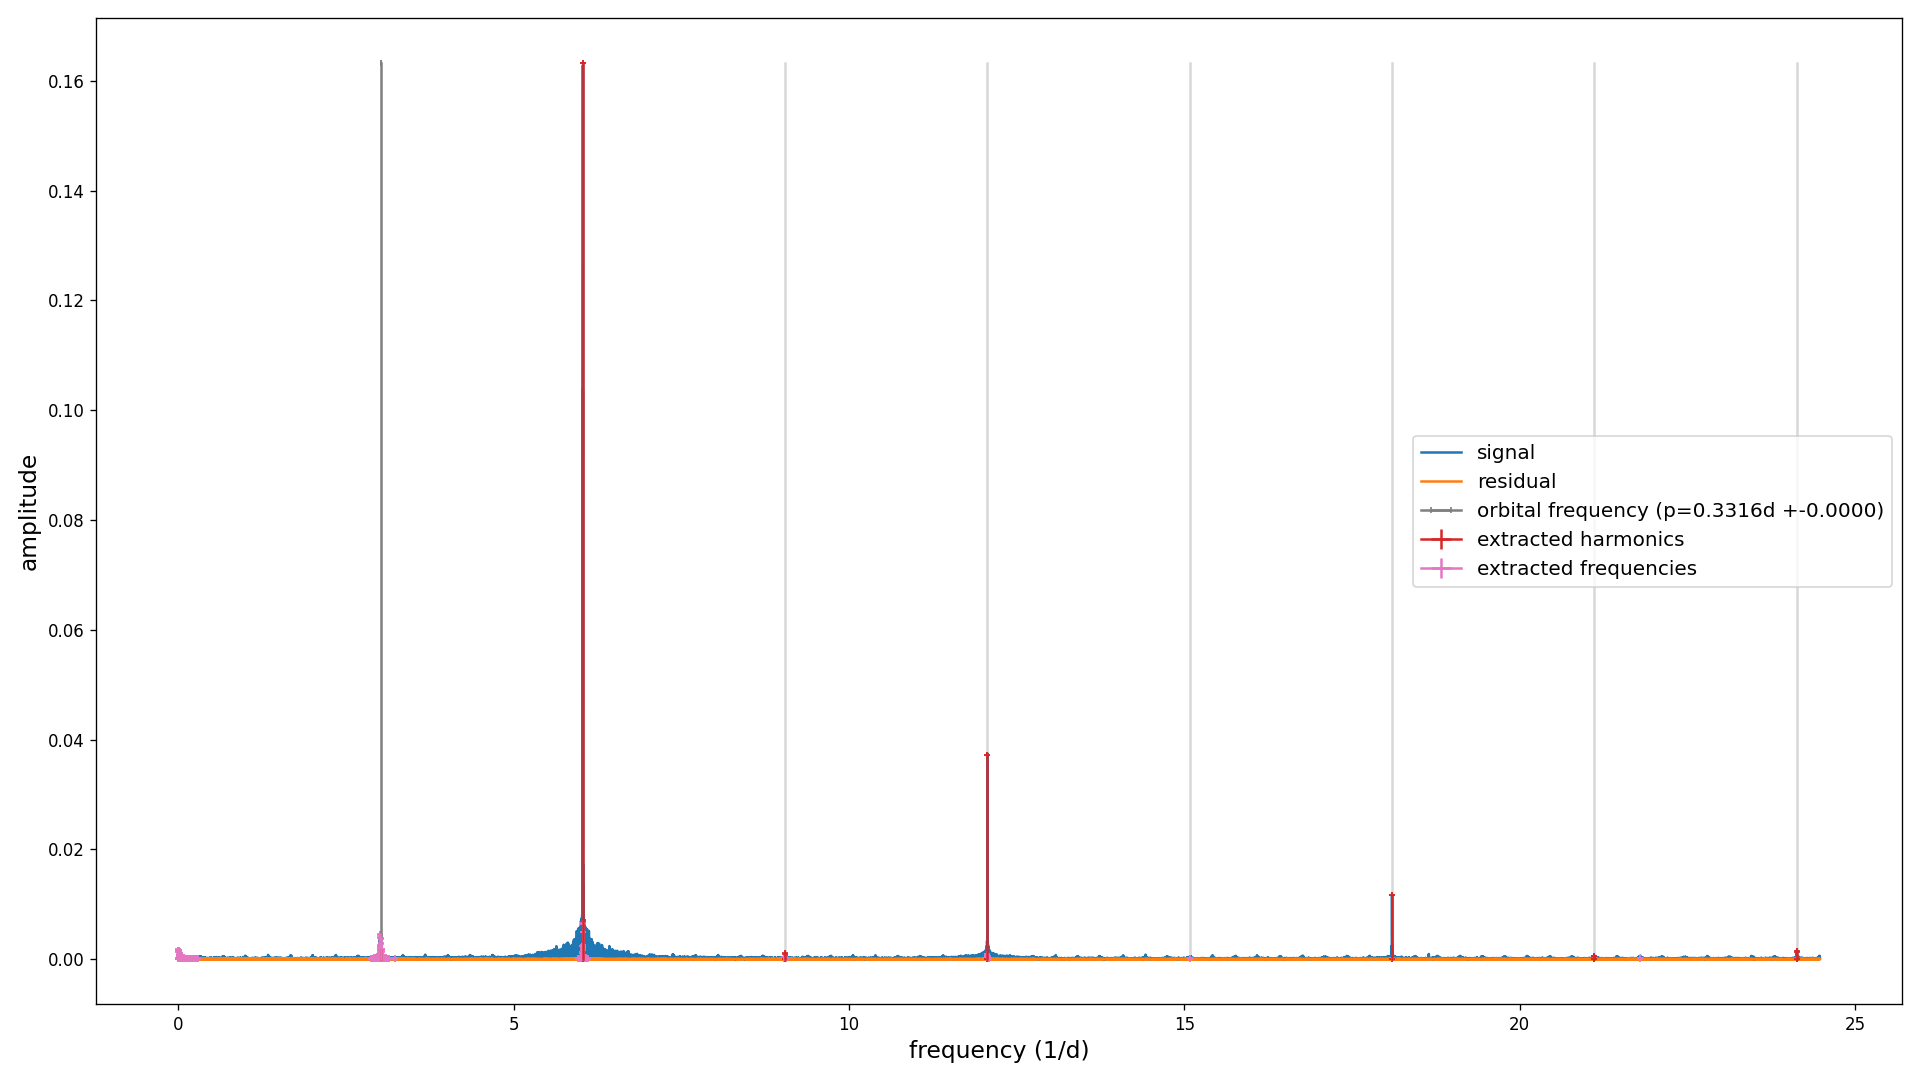 0.16
0.14
0.12
0.10
0.08
0.06
0.04
0.02
0.00
amplitude
signal
residual
orbital frequency (p=0.3316d +-0.0000)
extracted harmonics
extracted frequencies
0 5 10 15 20 25
frequency (1/d)